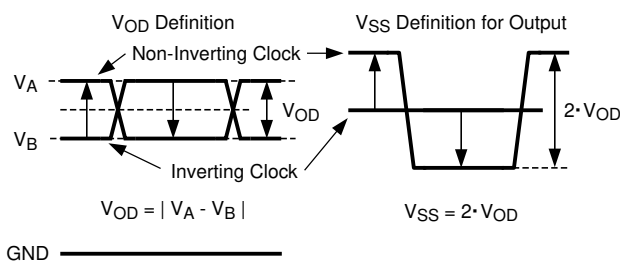 VOD Definition
VSS Definition for Output
Non-Inverting Clock
VA
VB
VOD
2·VOD
Inverting Clock
VOD = | VA - VB |
VSS = 2·VOD
GND